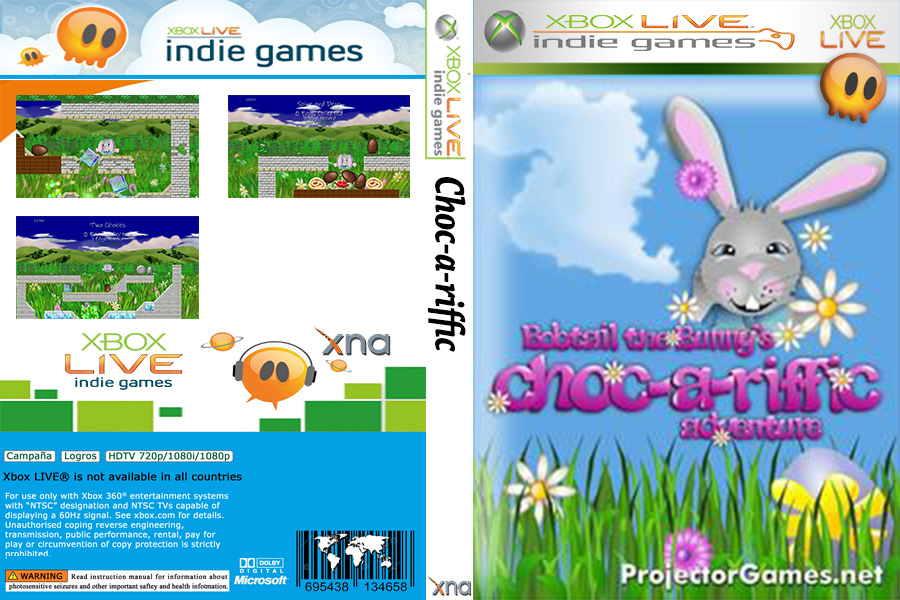 XBOX LIVE
indie games
Spike and Drop
Two Choices
XBOX
LIVE
indie games
xna
Campaña
Logros
HDTV 720p/1080i/1080p
Xbox LIVE® is not available in all countries
For use only with Xbox 360® entertainment systems
with “NTSC” designation and NTSC TVs capable of
displaying a 60Hz signal. See xbox.com for details.
Unauthorised coping reverse engineering,
transmission, public performance, rental, pay for
play or circumvention of copy protection is strictly
prohibited.
WARNING Read instruction manual for information about
photosensitive seizures and other important saftey and health information.
DOLBY
DIGITAL
Microsoft
695438 134658
XBOX LIVE
indie games
Choc-a-riffic
xna
XBOX LIVE
indie games
XBOX
LIVE
Bobtail the Bunny's
choc-a-riffic
adventure
ProjectorGames.net